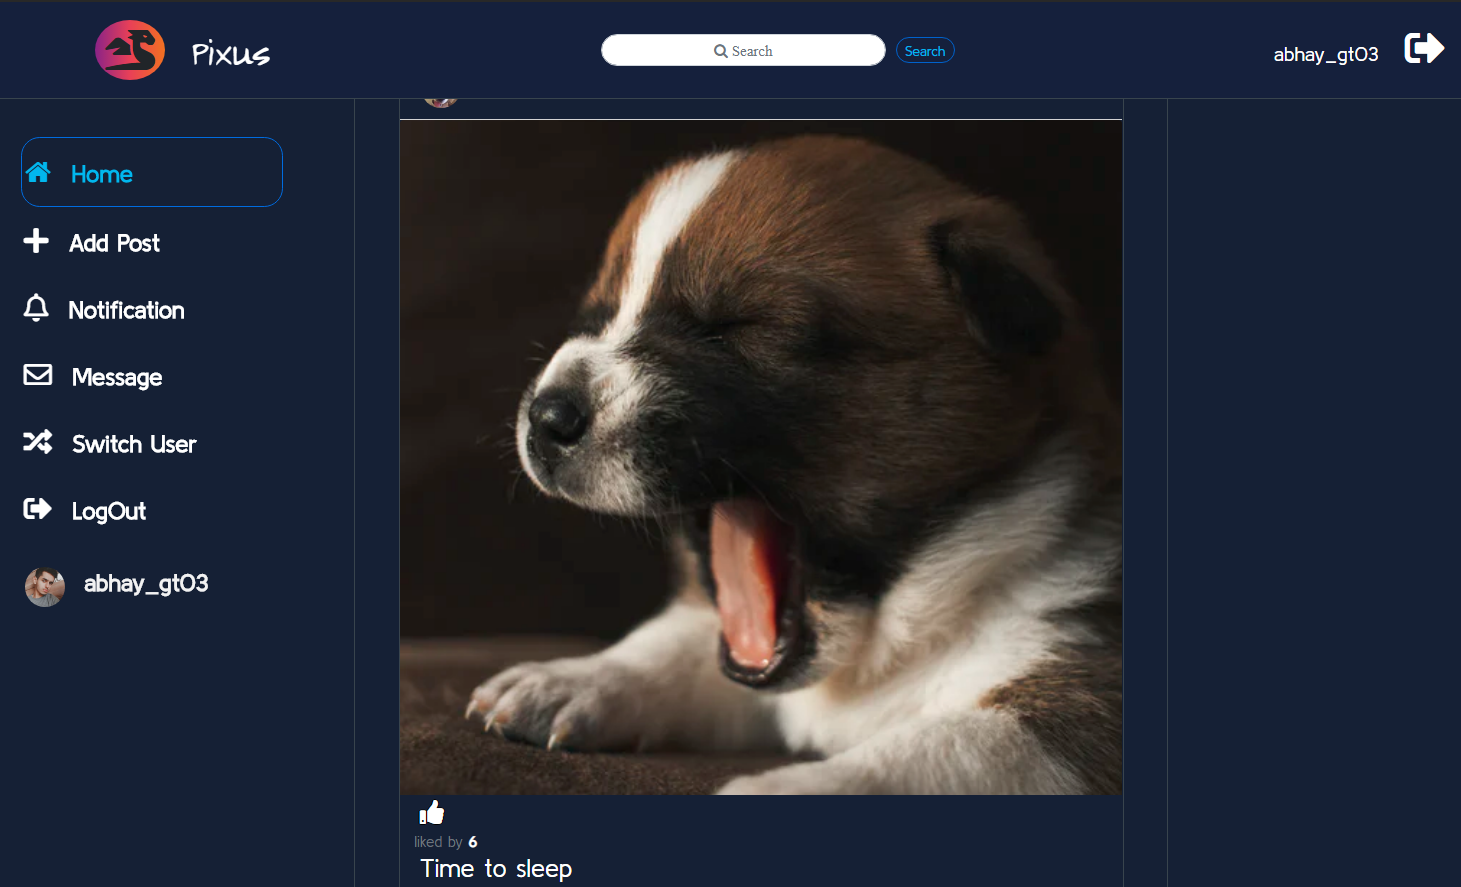 Pixus
Search
Search
abhay_gt03
Home
Add Post
Notification
Message
Switch User
LogOut
abhay_gt03
liked by 6
Time to sleep